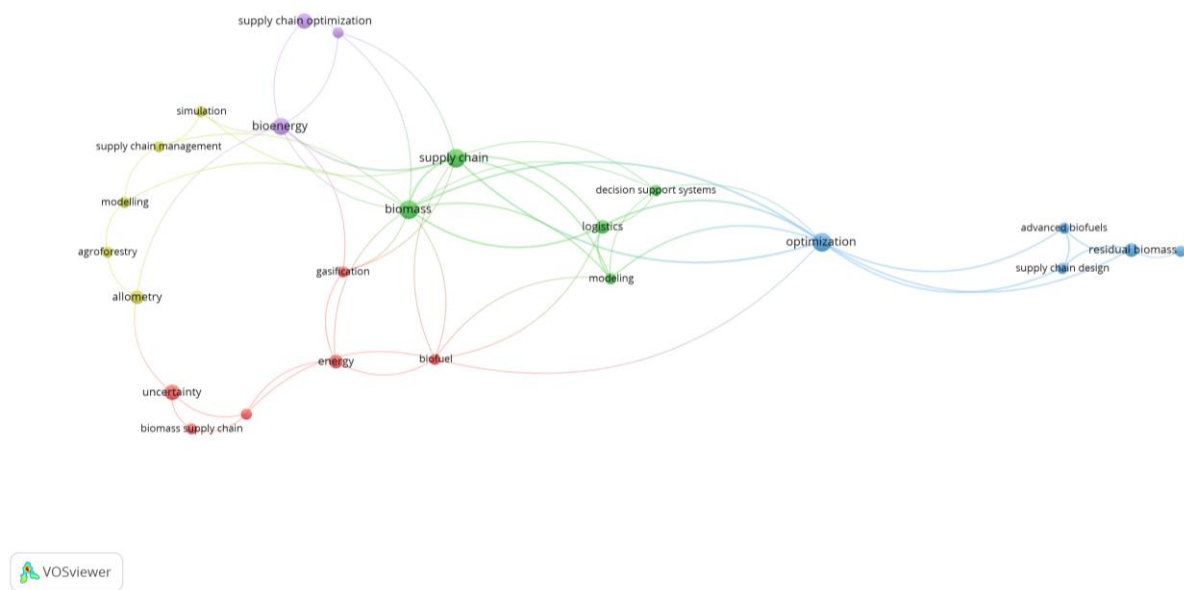 supply chain optimization
simulation
bioenergy
supply chain management
supply chain
decision support systems
modelling
biomass
logistics
advanced biofuels
agroforestry
optimization
residual biomass
gasification
supply chain design
modeling
allometry
energy
biofuel
uncertainty
biomass supply chain
VOSviewer